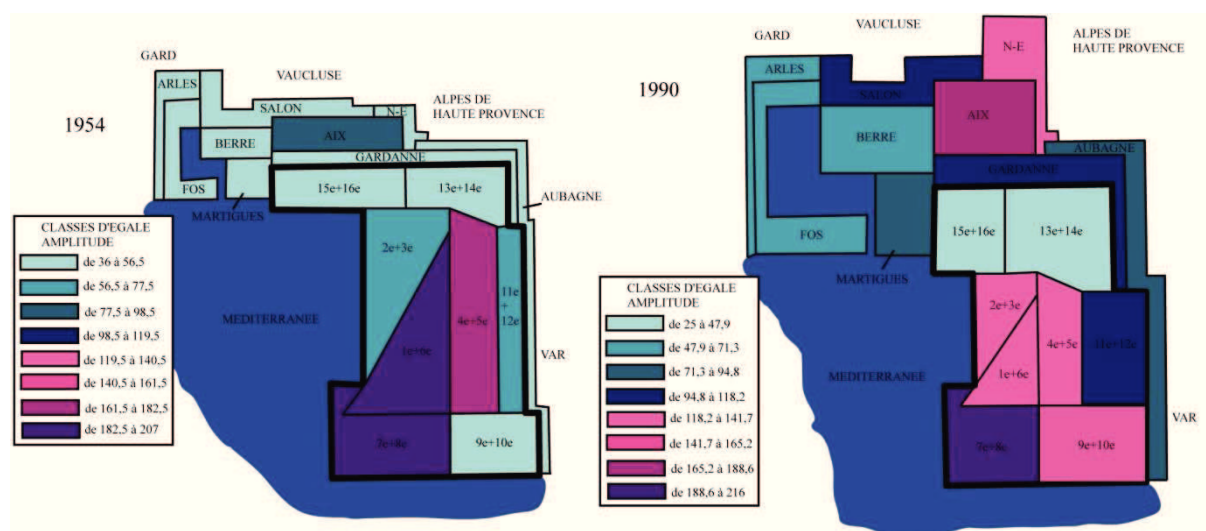 GARD
VAUCLUSE
ARLES
SALON
N-E
ALPES DE
HAUTE PROVENCE
1954
BERRE
AIX
GARDANNE
FOS
15e+16e
13e+14e
AUBAGNE
MARTIGUES
CLASSES D'EGALE
AMPLITUDE
de 36 à 56,5
de 56,5 à 77,5
de 77,5 à 98,5
de 98,5 à 119,5
de 119,5 à 140,5
de 140,5 à 161,5
de 161,5 à 182,5
de 182,5 à 207
2e+3e
11e
+
12e
4e+5e
MEDITERRANEE
1e+6e
VAR
7e+8e
9e+10e
VAUCLUSE
GARD
N-E
ALPES DE
HAUTE PROVENCE
ARLES
1990
SALON
AIX
BERRE
AUBAGNE
GARDANNE
FOS
15e+16e
13e+14e
MARTIGUES
CLASSES D'EGALE
AMPLITUDE
de 25 à 47,9
de 47,9 à 71,3
de 71,3 à 94,8
de 94,8 à 118,2
de 118,2 à 141,7
de 141,7 à 165,2
de 165,2 à 188,6
de 188,6 à 216
2e+3e
4e+5e
11e+12e
MEDITERRANEE
1e+6e
VAR
7e+8e
9e+10e